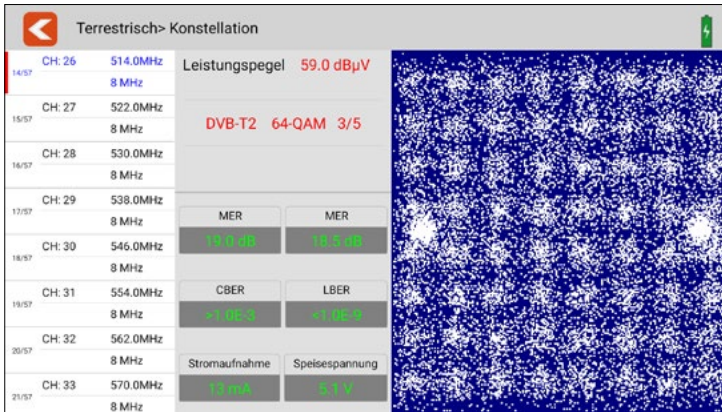 Terrestrisch> Konstellation
14/57 CH: 26 514.0MHz
8 MHz
15/57 CH: 27 522.0MHz
8 MHz
16/57 CH: 28 530.0MHz
8 MHz
17/57 CH: 29 538.0MHz
8 MHz
18/57 CH: 30 546.0MHz
8 MHz
19/57 CH: 31 554.0MHz
8 MHz
20/57 CH: 32 562.0MHz
8 MHz
21/57 CH: 33 570.0MHz
8 MHz
Leistungspegel 59.0 dBµV
DVB-T2 64-QAM 3/5
MER MER
19.0 dB 18.5 dB
CBER LBER
>1.0E-3 <1.0E-9
Stromaufnahme Speisespannung
13 mA 5.1 V